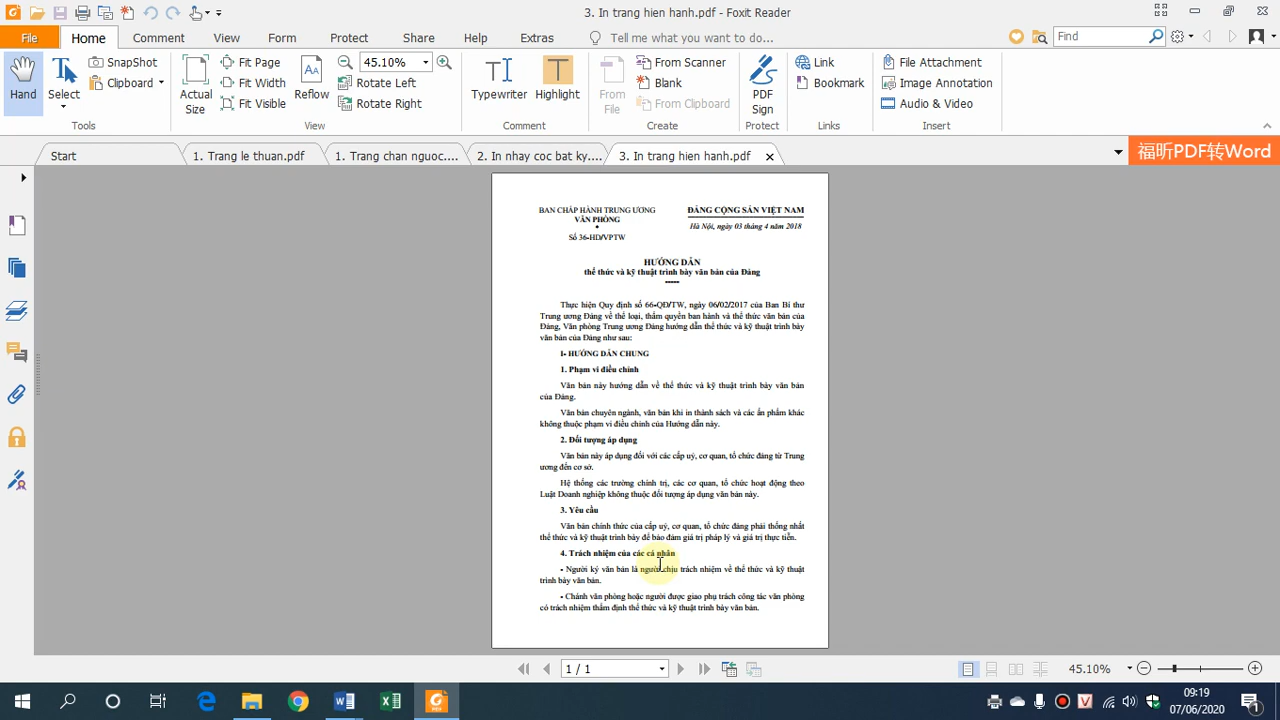 3. In trang hien hanh.pdf - Foxit Reader
File Home Comment View Form Protect Share Help Extras Tell me what you want to do... Find
Hand
Select
SnapShot
Clipboard
Actual Size
Fit Page
Fit Width
Fit Visible
Reflow
45.10%
Rotate Left
Rotate Right
Typewriter
Highlight
From File
From Scanner
Blank
From Clipboard
PDF Sign
Link
Bookmark
File Attachment
Image Annotation
Audio & Video
Tools View Comment Create Protect Links Insert
Start 1. Trang le thuan.pdf 1. Trang chan nguoc.... 2. In nhay coc bat ky.... 3. In trang hien hanh.pdf 福昕PDF转Word
BAN CHẤP HÀNH TRUNG ƯƠNG
VĂN PHÒNG
Số 36-HD/VPTW
ĐẢNG CỘNG SẢN VIỆT NAM
Hà Nội, ngày 03 tháng 4 năm 2018
HƯỚNG DẪN
thể thức và kỹ thuật trình bày văn bản của Đảng
-----
Thực hiện Quy định số 66-QĐ/TW, ngày 06/02/2017 của Ban Bí thư
Trung ương Đảng về thể loại, thẩm quyền ban hành và thể thức văn bản của
Đảng, Văn phòng Trung ương Đảng hướng dẫn thể thức và kỹ thuật trình bày
văn bản của Đảng như sau:
I- HƯỚNG DẪN CHUNG
1. Phạm vi điều chỉnh
Văn bản này hướng dẫn về thể thức và kỹ thuật trình bày văn bản
của Đảng.
Văn bản chuyên ngành, văn bản khi in thành sách và các ấn phẩm khác
không thuộc phạm vi điều chỉnh của Hướng dẫn này.
2. Đối tượng áp dụng
Văn bản này áp dụng đối với các cấp uỷ, cơ quan, tổ chức đảng từ Trung
ương đến cơ sở.
Hệ thống các trường chính trị, các cơ quan, tổ chức hoạt động theo
Luật Doanh nghiệp không thuộc đối tượng áp dụng văn bản này.
3. Yêu cầu
Văn bản chính thức của cấp uỷ, cơ quan, tổ chức đảng phải thống nhất
thể thức và kỹ thuật trình bày để bảo đảm giá trị pháp lý và giá trị thực tiễn.
4. Trách nhiệm của các cá nhân
- Người ký văn bản là người chịu trách nhiệm về thể thức và kỹ thuật
trình bày văn bản.
- Chánh văn phòng hoặc người được giao phụ trách công tác văn phòng
có trách nhiệm thẩm định thể thức và kỹ thuật trình bày văn bản.
1 / 1
45.10%
09:19
07/06/2020